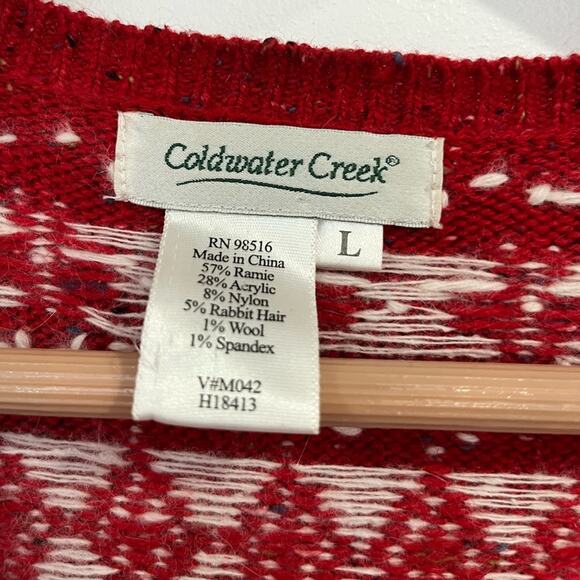 Coldwater Creek®
L
RN 98516
Made in China
57% Ramie
28% Acrylic
8% Nylon
5% Rabbit Hair
1% Wool
1% Spandex
V#M042
H18413